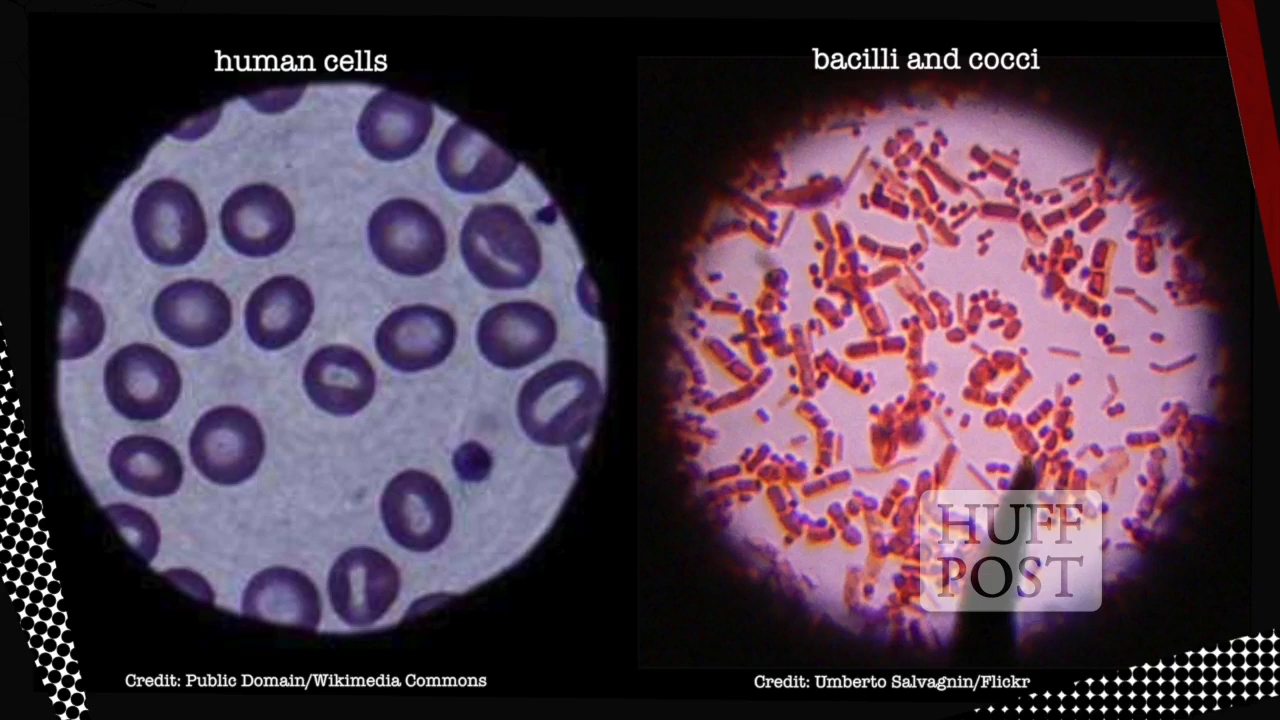 human cells
bacilli and cocci
HUFF
POST
Credit: Public Domain/Wikimedia Commons
Credit: Umberto Salvagnin/Flickr